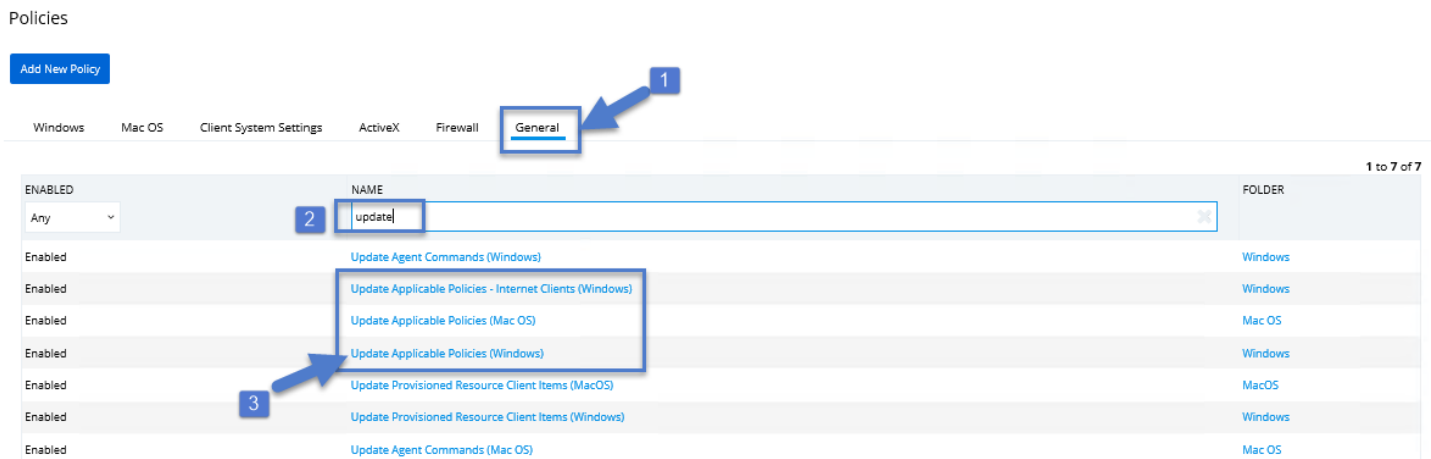 Policies
Add New Policy
1
Windows Mac OS Client System Settings ActiveX Firewall General
1 to 7 of 7
ENABLED NAME FOLDER
Any 2 update
Enabled Update Agent Commands (Windows) Windows
Enabled Update Applicable Policies - Internet Clients (Windows) Windows
Enabled Update Applicable Policies (Mac OS) Mac OS
Enabled Update Applicable Policies (Windows) Windows
Enabled Update Provisioned Resource Client Items (MacOS) MacOS
3
Enabled Update Provisioned Resource Client Items (Windows) Windows
Enabled Update Agent Commands (Mac OS) Mac OS